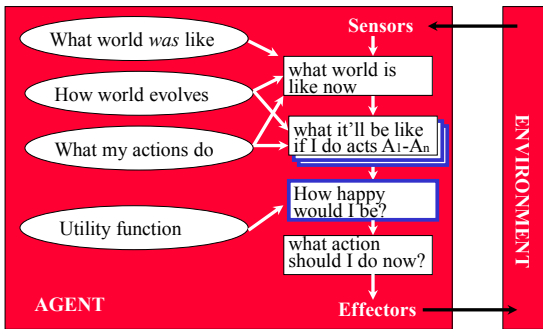 What world was like
Sensors
what world is
like now
How world evolves
what it'll be like
if I do acts A1-An
What my actions do
How happy
would I be?
Utility function
what action
should I do now?
AGENT
Effectors
ENVIRONMENT